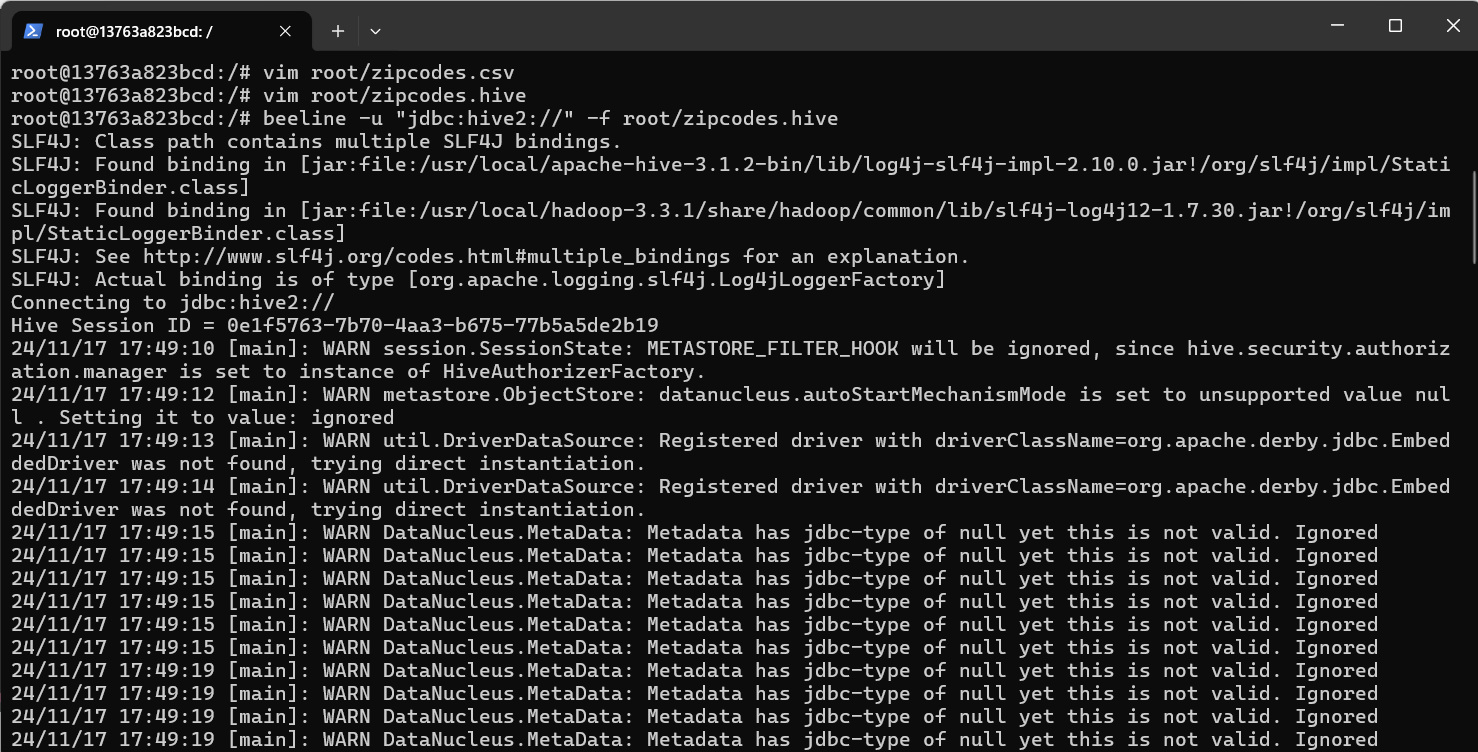 root@13763a823bcd: /
root@13763a823bcd:/# vim root/zipcodes.csv
root@13763a823bcd:/# vim root/zipcodes.hive
root@13763a823bcd:/# beeline -u "jdbc:hive2://" -f root/zipcodes.hive
SLF4J: Class path contains multiple SLF4J bindings.
SLF4J: Found binding in [jar:file:/usr/local/apache-hive-3.1.2-bin/lib/log4j-slf4j-impl-2.10.0.jar!/org/slf4j/impl/Stati
cLoggerBinder.class]
SLF4J: Found binding in [jar:file:/usr/local/hadoop-3.3.1/share/hadoop/common/lib/slf4j-log4j12-1.7.30.jar!/org/slf4j/im
pl/StaticLoggerBinder.class]
SLF4J: See http://www.slf4j.org/codes.html#multiple_bindings for an explanation.
SLF4J: Actual binding is of type [org.apache.logging.slf4j.Log4jLoggerFactory]
Connecting to jdbc:hive2://
Hive Session ID = 0e1f5763-7b70-4aa3-b675-77b5a5de2b19
24/11/17 17:49:10 [main]: WARN session.SessionState: METASTORE_FILTER_HOOK will be ignored, since hive.security.authoriz
ation.manager is set to instance of HiveAuthorizerFactory.
24/11/17 17:49:12 [main]: WARN metastore.ObjectStore: datanucleus.autoStartMechanismMode is set to unsupported value nul
l . Setting it to value: ignored
24/11/17 17:49:13 [main]: WARN util.DriverDataSource: Registered driver with driverClassName=org.apache.derby.jdbc.Embed
dedDriver was not found, trying direct instantiation.
24/11/17 17:49:14 [main]: WARN util.DriverDataSource: Registered driver with driverClassName=org.apache.derby.jdbc.Embed
dedDriver was not found, trying direct instantiation.
24/11/17 17:49:15 [main]: WARN DataNucleus.MetaData: Metadata has jdbc-type of null yet this is not valid. Ignored
24/11/17 17:49:15 [main]: WARN DataNucleus.MetaData: Metadata has jdbc-type of null yet this is not valid. Ignored
24/11/17 17:49:15 [main]: WARN DataNucleus.MetaData: Metadata has jdbc-type of null yet this is not valid. Ignored
24/11/17 17:49:15 [main]: WARN DataNucleus.MetaData: Metadata has jdbc-type of null yet this is not valid. Ignored
24/11/17 17:49:15 [main]: WARN DataNucleus.MetaData: Metadata has jdbc-type of null yet this is not valid. Ignored
24/11/17 17:49:15 [main]: WARN DataNucleus.MetaData: Metadata has jdbc-type of null yet this is not valid. Ignored
24/11/17 17:49:19 [main]: WARN DataNucleus.MetaData: Metadata has jdbc-type of null yet this is not valid. Ignored
24/11/17 17:49:19 [main]: WARN DataNucleus.MetaData: Metadata has jdbc-type of null yet this is not valid. Ignored
24/11/17 17:49:19 [main]: WARN DataNucleus.MetaData: Metadata has jdbc-type of null yet this is not valid. Ignored
24/11/17 17:49:19 [main]: WARN DataNucleus.MetaData: Metadata has jdbc-type of null yet this is not valid. Ignored